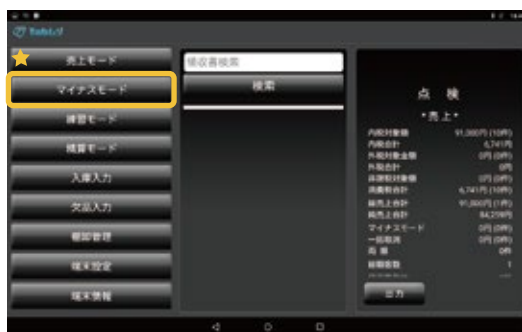 売上モード
マイナスモード
練習モード
精算モード
入庫入力
欠品入力
棚卸管理
端末設定
端末情報
領収書検索
検索
点 検
*売上*
内税対象額 91,000円(10件)
内税合計 6,741円
外税対象金額 0円(0件)
外税合計 0円
非課税対象額 0円(0件)
消費税合計 6,741円(10件)
総売上合計 91,000円(1件)
純売上合計 84,259円
マイナスモード 0円(0件)
一括取消 0円(0件)
両 替 0件
総客数 1
出力